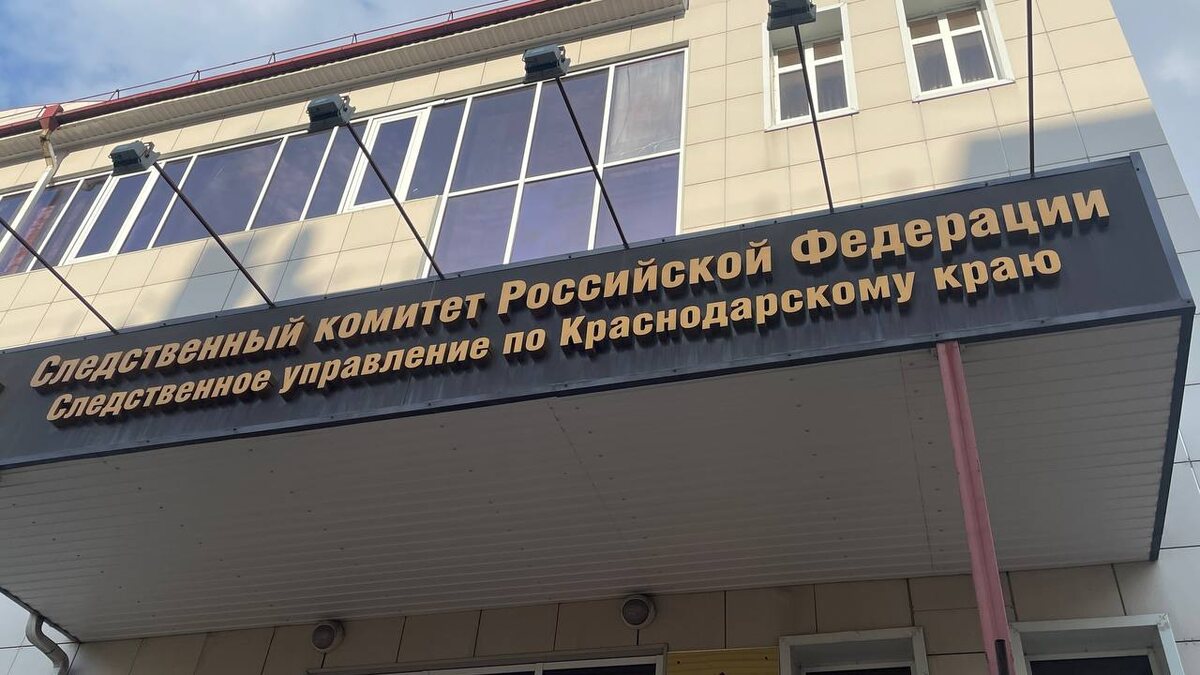 Следственный комитет Российской Федерации
Следственное управление по Краснодарскому краю